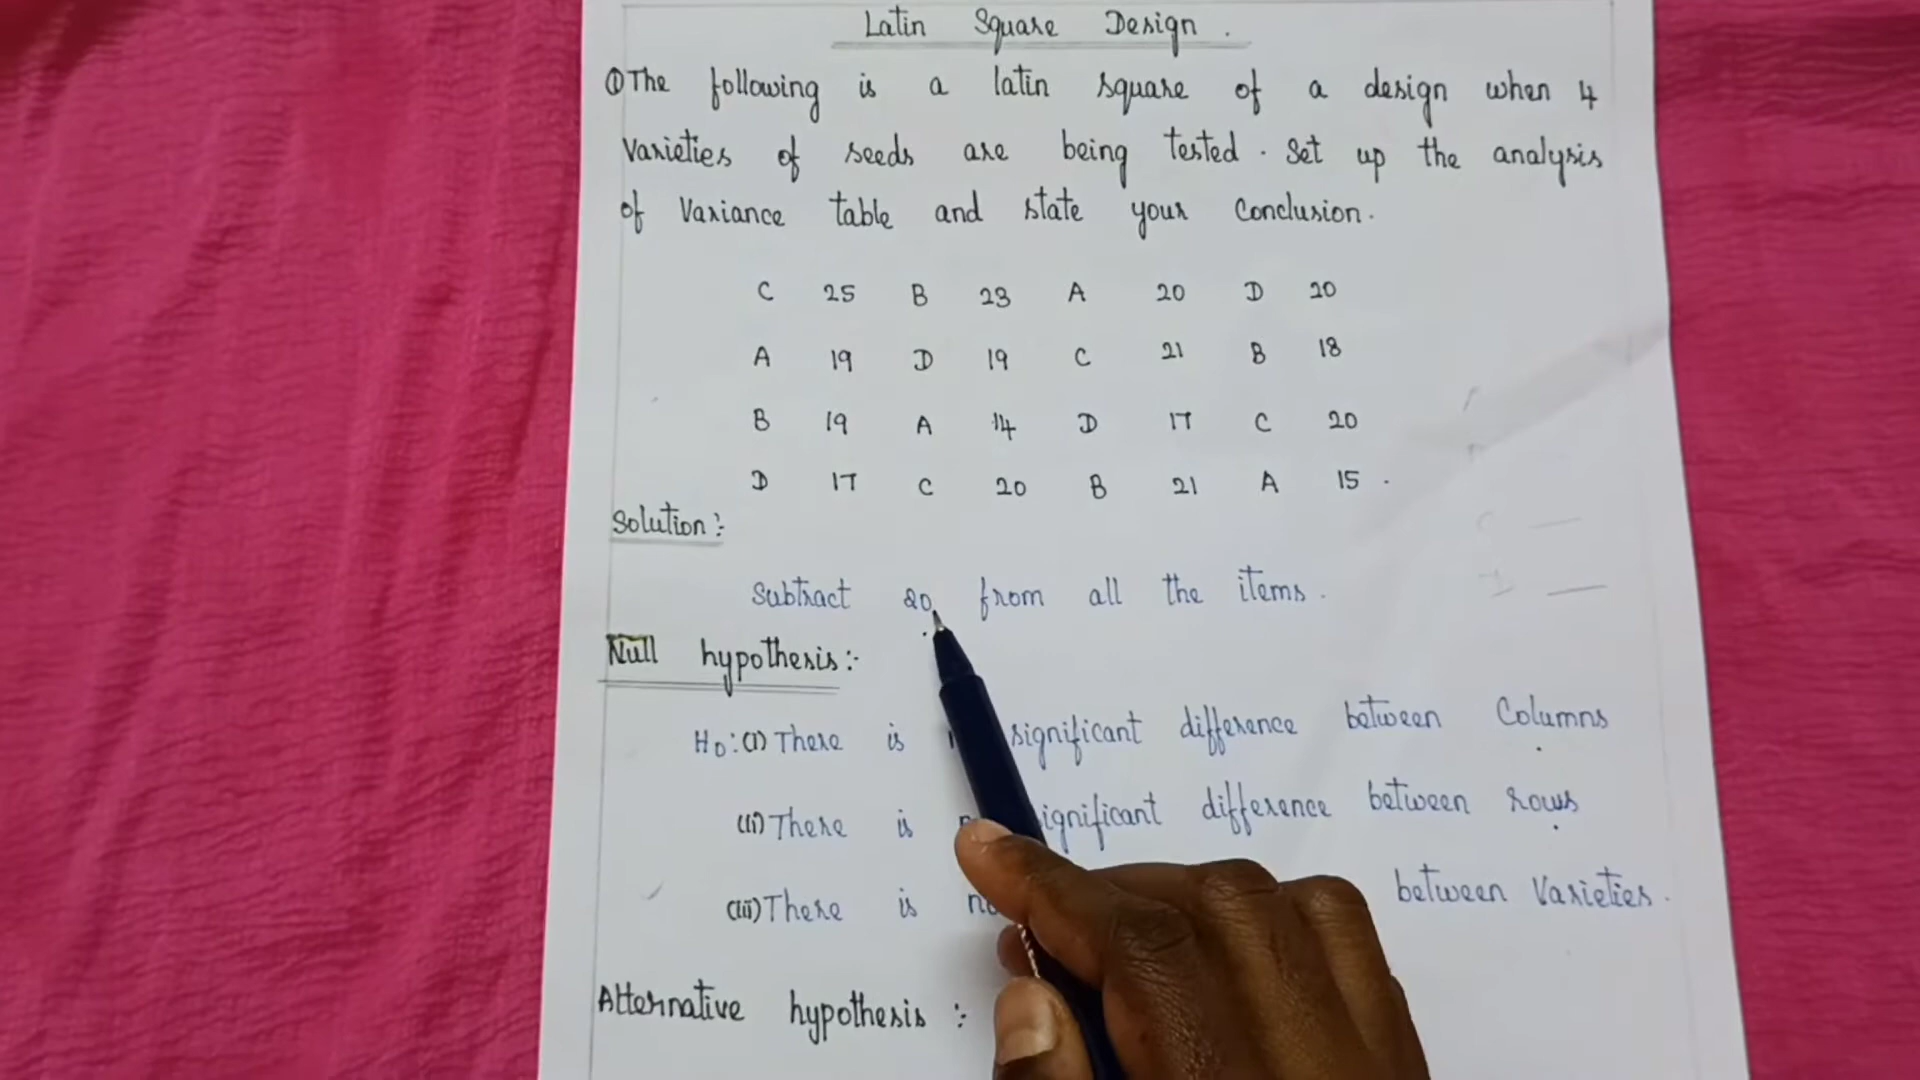 Latin Square Design.
① The following is a latin square of a design when 4
Varieties of seeds are being tested. Set up the analysis
of Variance table and state your Conclusion.
C 25 B 23 A 20 D 20
A 19 D 19 C 21 B 18
B 19 A 14 D 17 C 20
D 17 C 20 B 21 A 15.
Solution:-
Subtract 20 from all the items.
Null hypothesis:-
H0: (i) There is significant difference between Columns
(ii) There is significant difference between rows
(iii) There is no between Varieties.
Alternative hypothesis:-